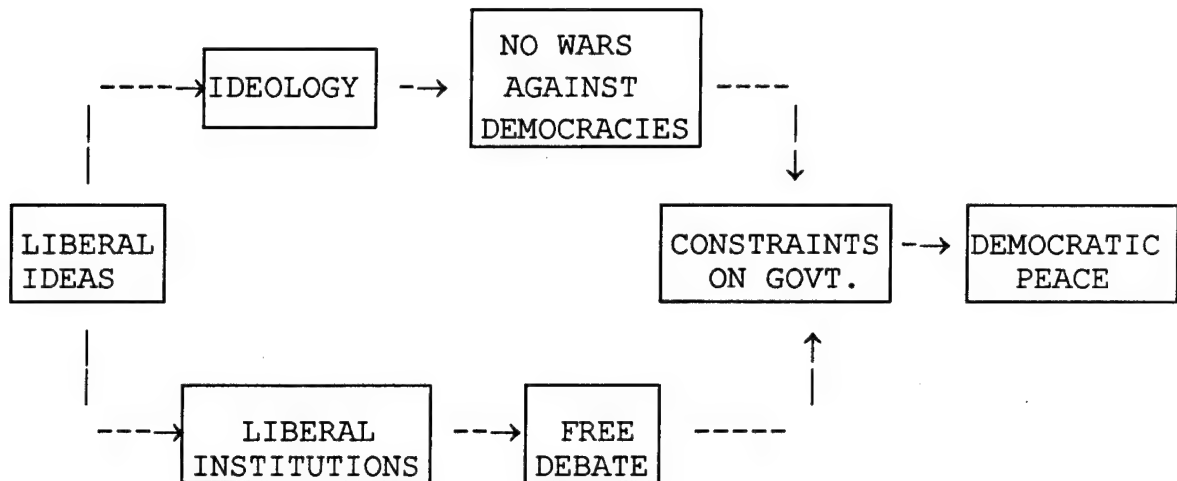 NO WARS
AGAINST
DEMOCRACIES
IDEOLOGY
LIBERAL
IDEAS
CONSTRAINTS
ON GOVT.
DEMOCRATIC
PEACE
LIBERAL
INSTITUTIONS
FREE
DEBATE